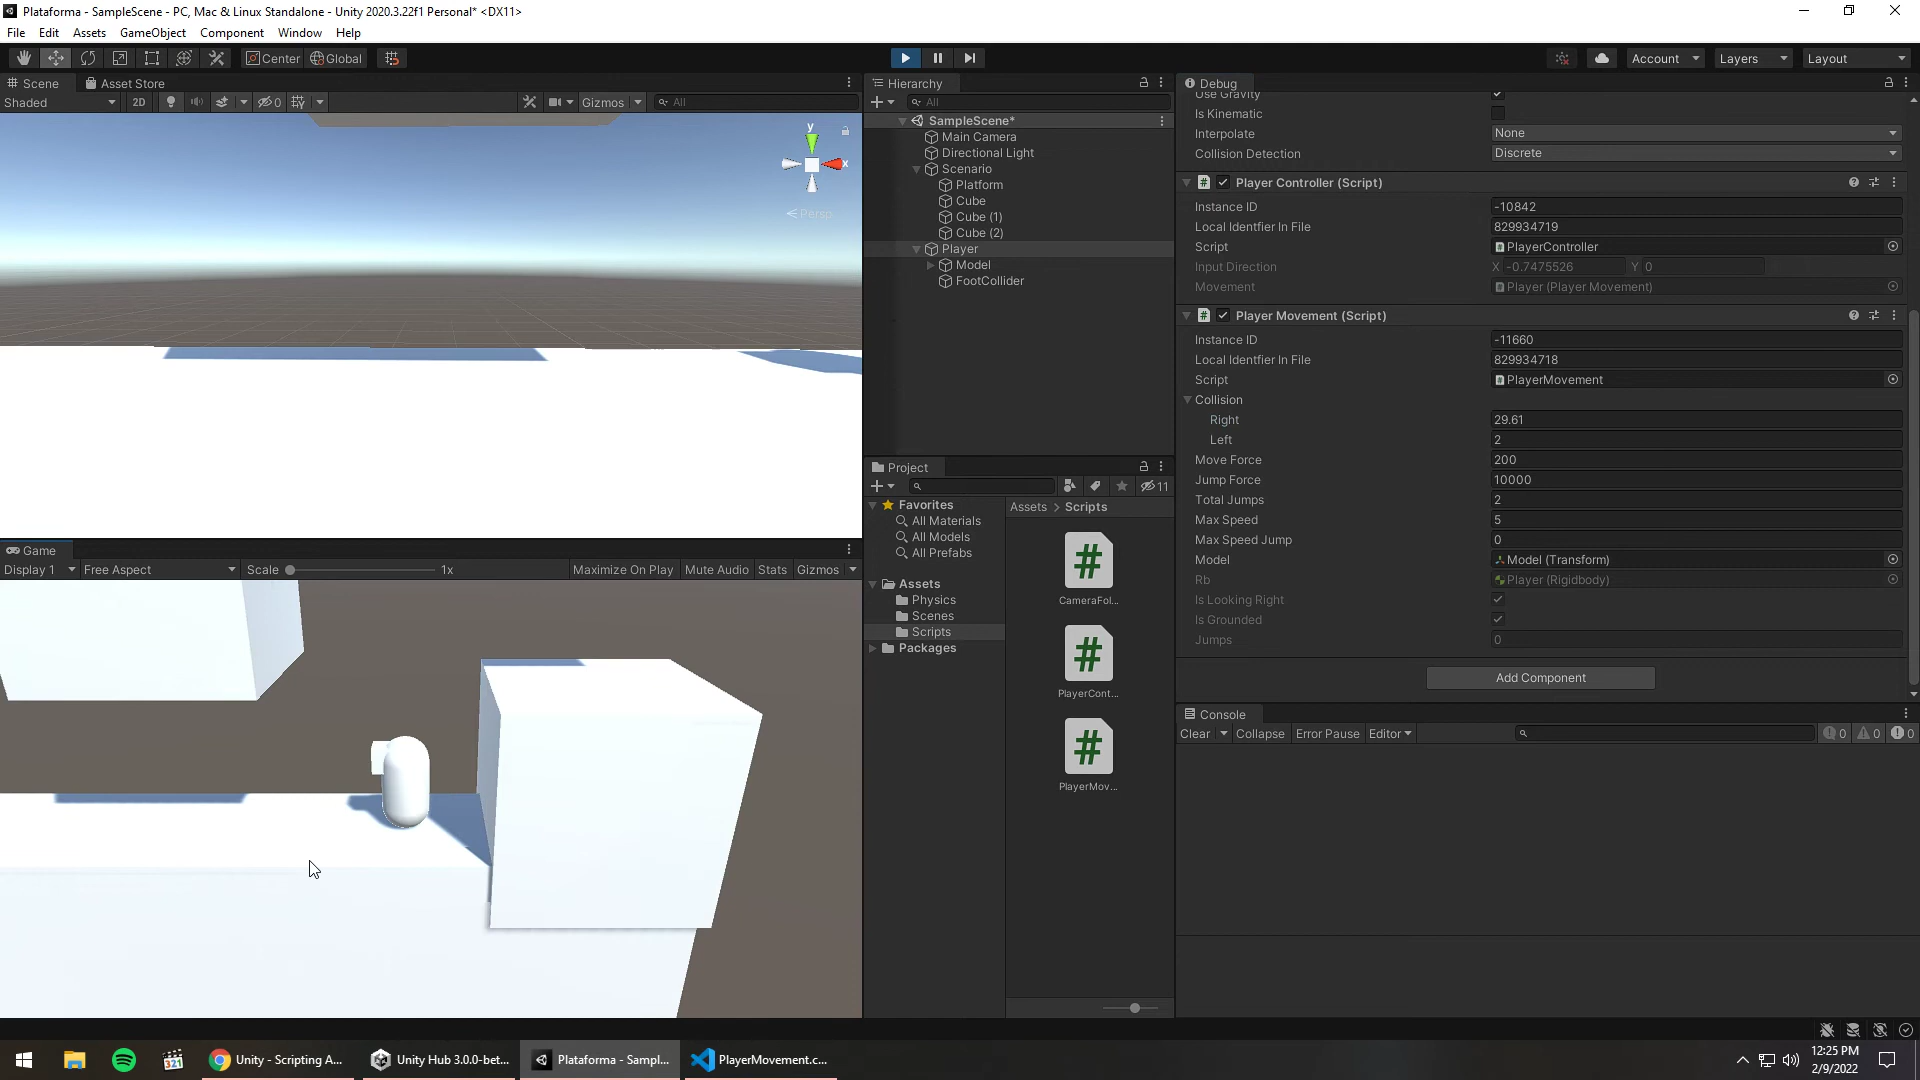 Plataforma - SampleScene - PC, Mac & Linux Standalone - Unity 2020.3.22f1 Personal* <DX11>
File Edit Assets GameObject Component Window Help
Center Global
Account Layers Layout
Scene Asset Store
Shaded 2D 0 Gizmos All
y
x
Persp
Game
Display 1 Free Aspect Scale 1x Maximize On Play Mute Audio Stats Gizmos
Hierarchy
All
SampleScene*
Main Camera
Directional Light
Scenario
Platform
Cube
Cube (1)
Cube (2)
Player
Model
FootCollider
Project
11
Favorites
All Materials
All Models
All Prefabs
Assets
Physics
Scenes
Scripts
Packages
Assets > Scripts
CameraFol...
PlayerCont...
PlayerMov...
Debug
Use Gravity
Is Kinematic
Interpolate None
Collision Detection Discrete
Player Controller (Script)
Instance ID -10842
Local Identfier In File 829934719
Script PlayerController
Input Direction X -0.7475526 Y 0
Movement Player (Player Movement)
Player Movement (Script)
Instance ID -11660
Local Identfier In File 829934718
Script PlayerMovement
Collision
Right 29.61
Left 2
Move Force 200
Jump Force 10000
Total Jumps 2
Max Speed 5
Max Speed Jump 0
Model Model (Transform)
Rb Player (Rigidbody)
Is Looking Right
Is Grounded
Jumps 0
Add Component
Console
Clear Collapse Error Pause Editor 0 0 0
Unity - Scripting A... Unity Hub 3.0.0-bet... Plataforma - Sampl... PlayerMovement.c...
12:25 PM
2/9/2022